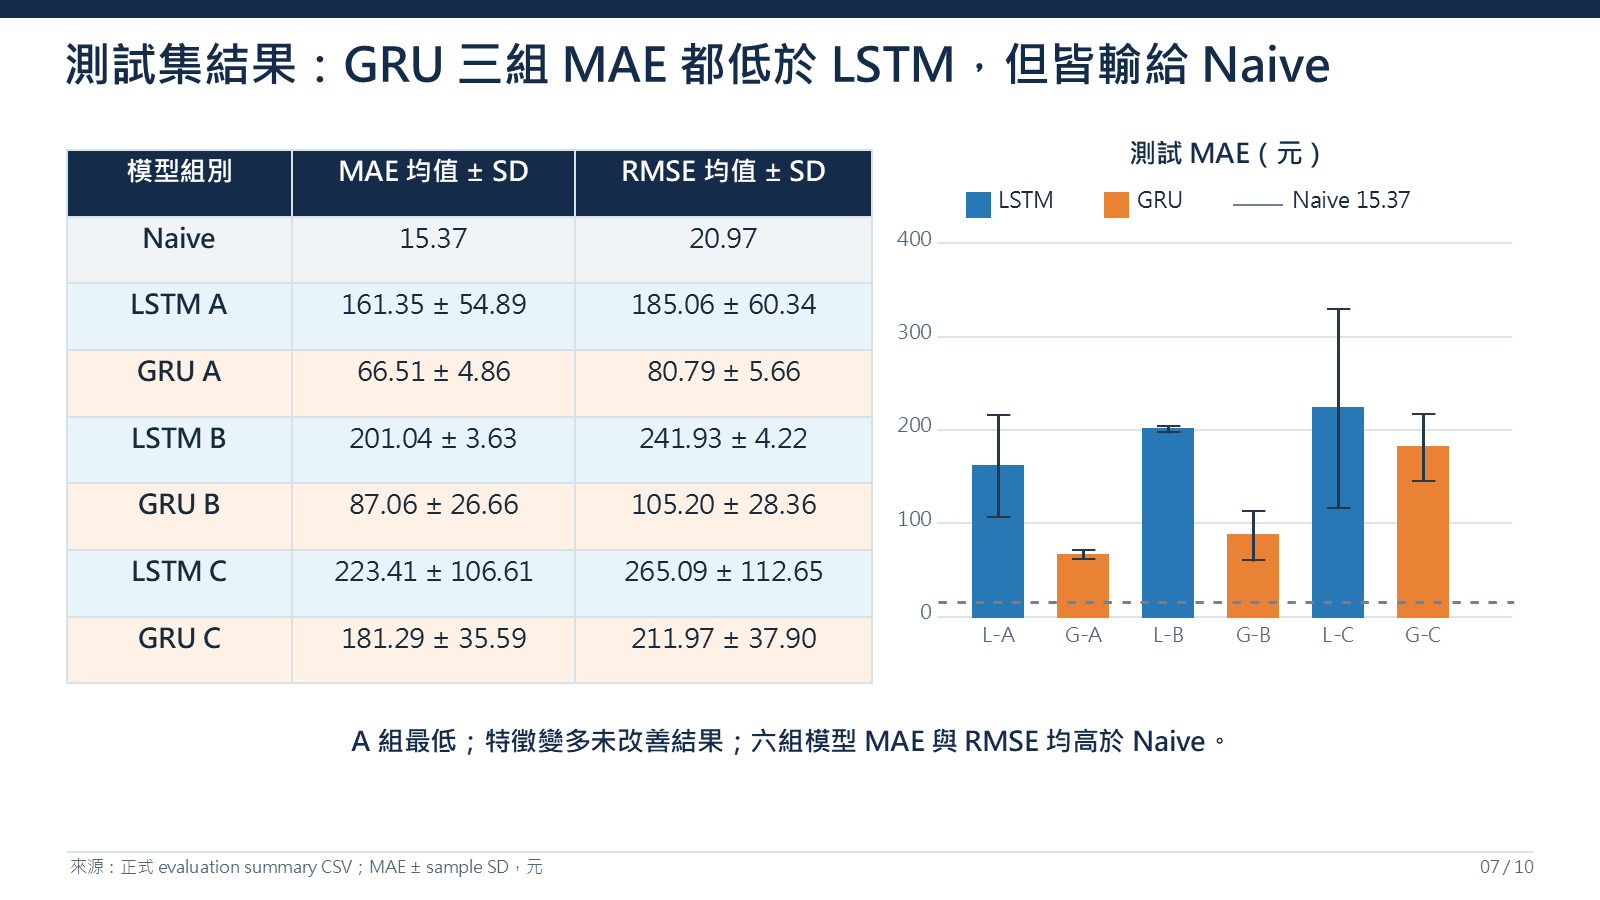 測試集結果：GRU 三組 MAE 都低於 LSTM，但皆輸給 Naive
模型組別 MAE 均值 ± SD RMSE 均值 ± SD
Naive 15.37 20.97
LSTM A 161.35 ± 54.89 185.06 ± 60.34
GRU A 66.51 ± 4.86 80.79 ± 5.66
LSTM B 201.04 ± 3.63 241.93 ± 4.22
GRU B 87.06 ± 26.66 105.20 ± 28.36
LSTM C 223.41 ± 106.61 265.09 ± 112.65
GRU C 181.29 ± 35.59 211.97 ± 37.90
測試 MAE（元）
LSTM GRU Naive 15.37
400
300
200
100
0
L-A G-A L-B G-B L-C G-C
A 組最低；特徵變多未改善結果；六組模型 MAE 與 RMSE 均高於 Naive。
來源：正式 evaluation summary CSV；MAE ± sample SD，元
07 / 10